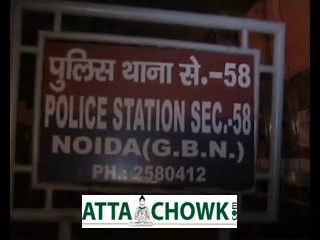 पुलिस थाना से.-58
POLICE STATION SEC.-58
NOIDA(G.B.N.)
PH.: 2580412
ATTA CHOWK